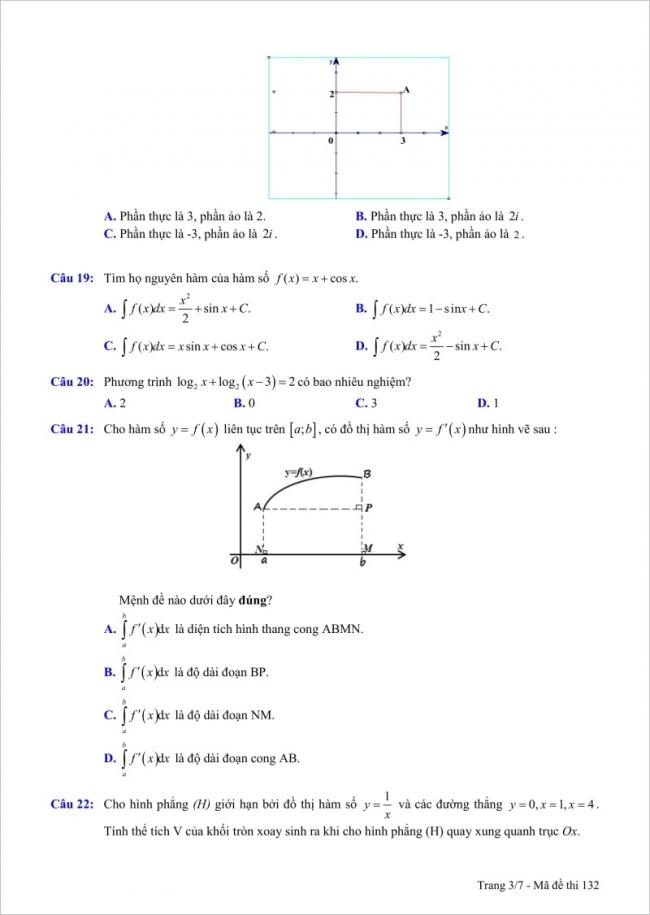 y
2
A
x
0
3
A. Phần thực là 3, phần ảo là 2.
B. Phần thực là 3, phần ảo là 2i .
C. Phần thực là -3, phần ảo là 2i .
D. Phần thực là -3, phần ảo là 2 .
Câu 19: Tìm họ nguyên hàm của hàm số f(x) = x + cos x.
A. ∫ f(x)dx = x²/2 + sin x + C.
B. ∫ f(x)dx = 1 − sinx + C.
C. ∫ f(x)dx = x sin x + cos x + C.
D. ∫ f(x)dx = x²/2 − sin x + C.
Câu 20: Phương trình log₂ x + log₂ (x − 3) = 2 có bao nhiêu nghiệm?
A. 2 B. 0 C. 3 D. 1
Câu 21: Cho hàm số y = f(x) liên tục trên [a;b], có đồ thị hàm số y = f′(x) như hình vẽ sau :
y
y=f(x)
B
A
P
N
M
x
O
a
b
Mệnh đề nào dưới đây đúng?
A. ∫ₐᵇ f′(x)dx là diện tích hình thang cong ABMN.
B. ∫ₐᵇ f′(x)dx là độ dài đoạn BP.
C. ∫ₐᵇ f′(x)dx là độ dài đoạn NM.
D. ∫ₐᵇ f′(x)dx là độ dài đoạn cong AB.
Câu 22: Cho hình phẳng (H) giới hạn bởi đồ thị hàm số y = 1/x và các đường thẳng y = 0, x = 1, x = 4 .
Tính thể tích V của khối tròn xoay sinh ra khi cho hình phẳng (H) quay xung quanh trục Ox.
Trang 3/7 - Mã đề thi 132